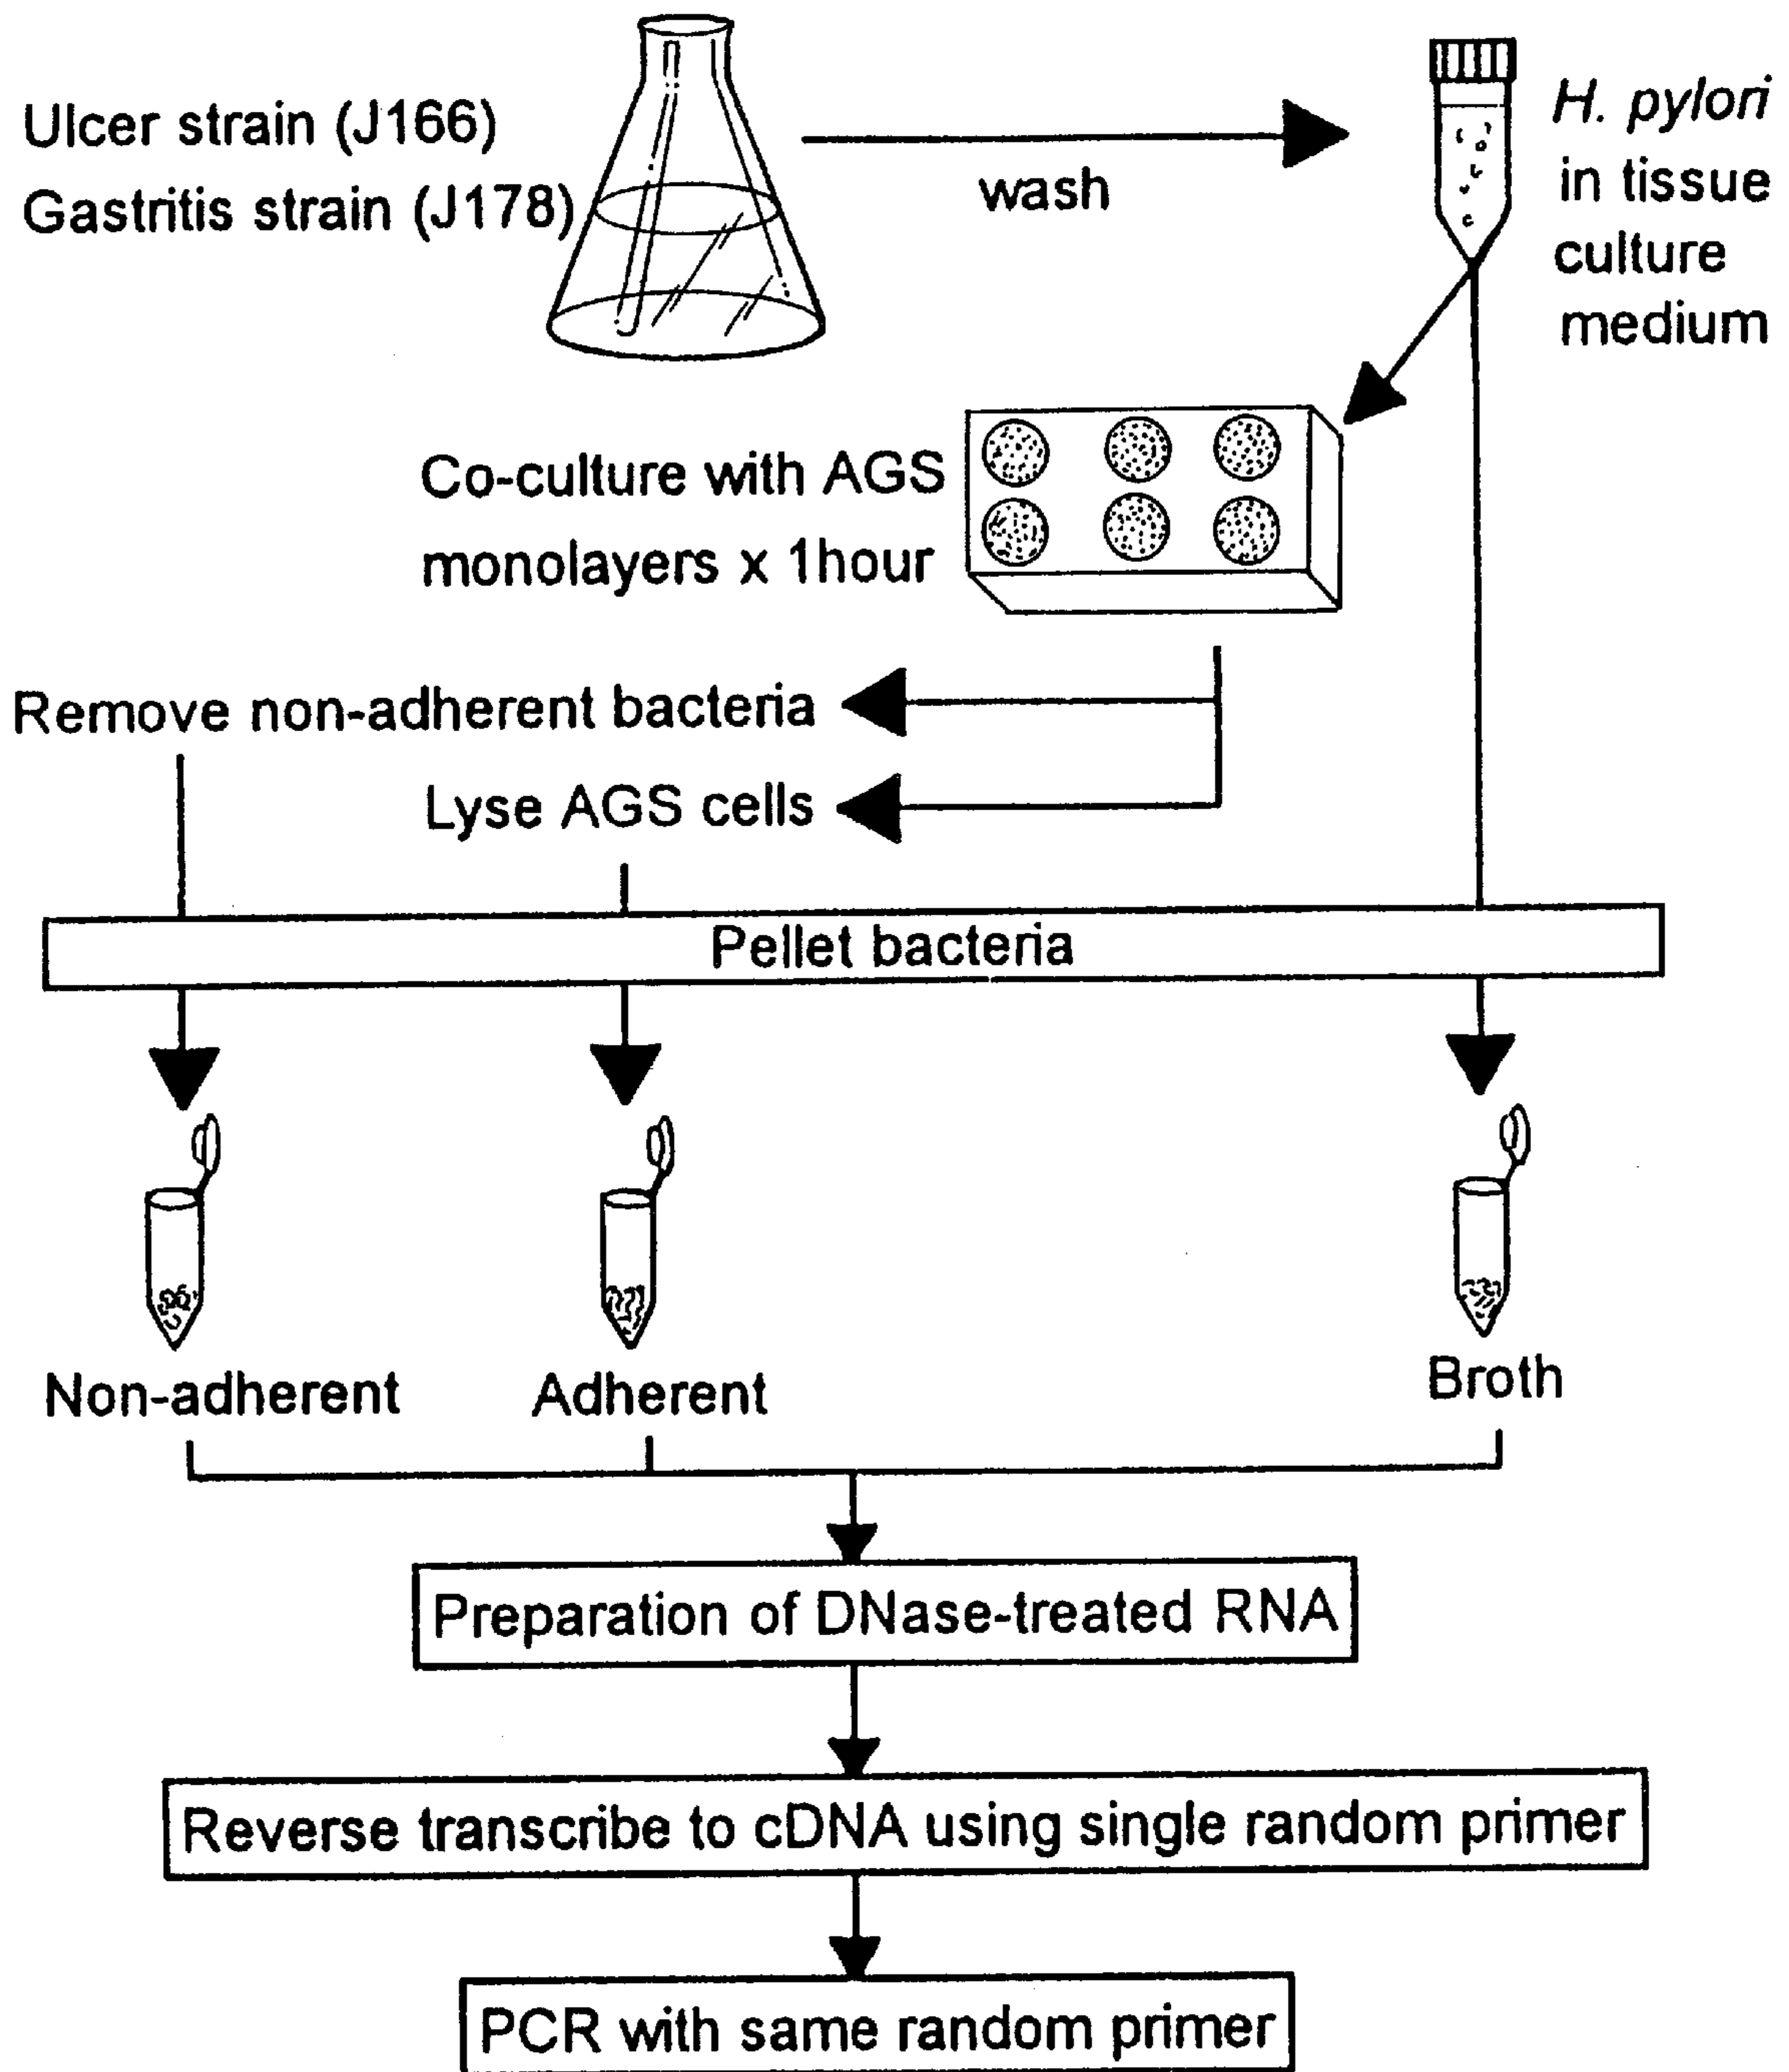 Ulcer strain (J166)
Gastritis strain (J178)
wash
H. pylori
in tissue
culture
medium
Co-culture with AGS
monolayers x 1hour
Remove non-adherent bacteria
Lyse AGS cells
Pellet bacteria
Non-adherent
Adherent
Broth
Preparation of DNase-treated RNA
Reverse transcribe to cDNA using single random primer
PCR with same random primer